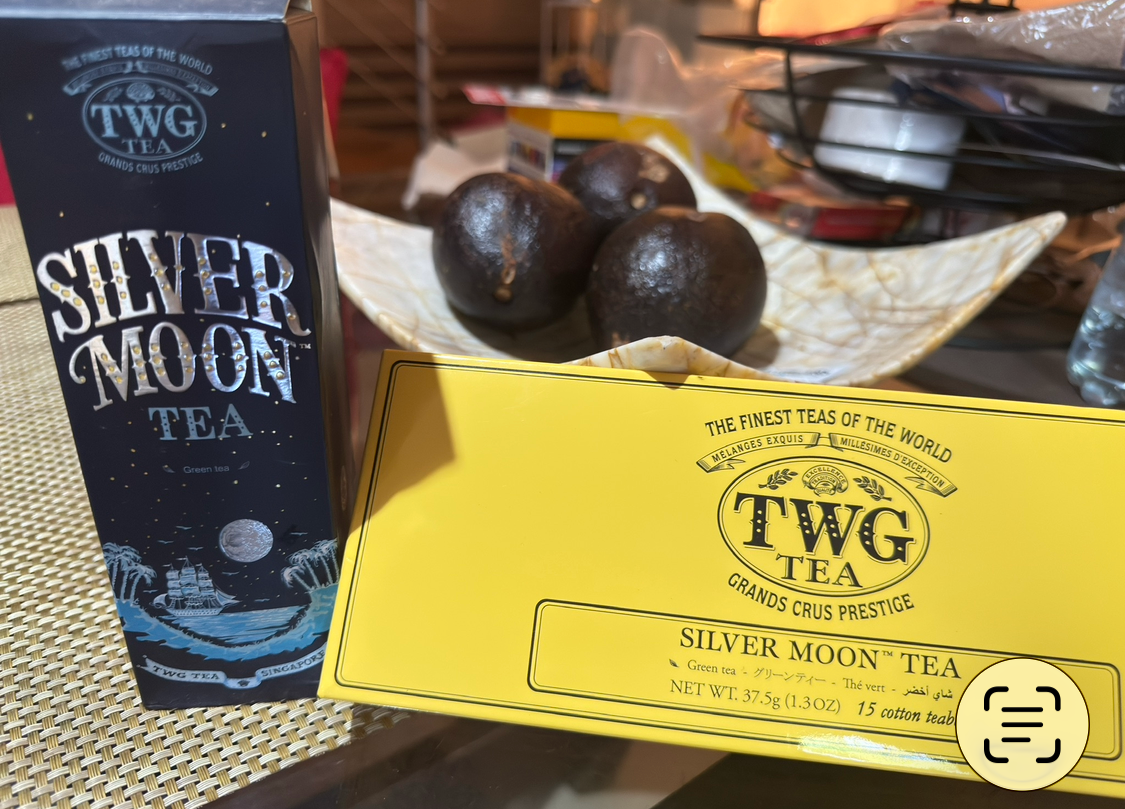 THE FINEST TEAS OF THE WORLD
TWG
TEA
GRANDS CRUS PRESTIGE
SILVER
MOON™
TEA
Green tea
TWG TEA SINGAPORE
THE FINEST TEAS OF THE WORLD
MÉLANGES EXQUIS MILLÉSIMES D'EXCEPTION
EXCELLENCE
TWG
TEA
GRANDS CRUS PRESTIGE
SILVER MOON™ TEA
Green tea - グリーンティー - Thé vert - شاي أخضر
NET WT. 37.5g (1.3OZ) 15 cotton teab